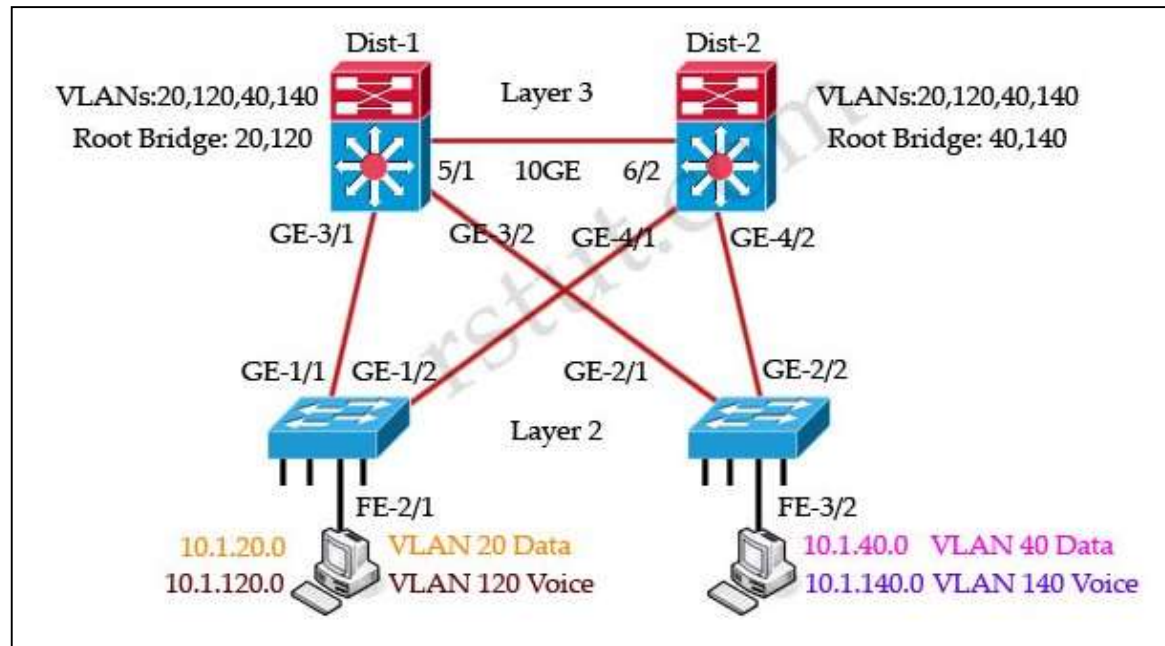 Dist-1
Dist-2
VLANs:20,120,40,140
Layer 3
VLANs:20,120,40,140
Root Bridge: 20,120
Root Bridge: 40,140
5/1
10GE
6/2
GE-3/1
GE-3/2
GE-4/1
GE-4/2
rstut.com
GE-1/1
GE-1/2
GE-2/1
GE-2/2
Layer 2
FE-2/1
FE-3/2
10.1.20.0
VLAN 20 Data
10.1.40.0
VLAN 40 Data
10.1.120.0
VLAN 120 Voice
10.1.140.0
VLAN 140 Voice